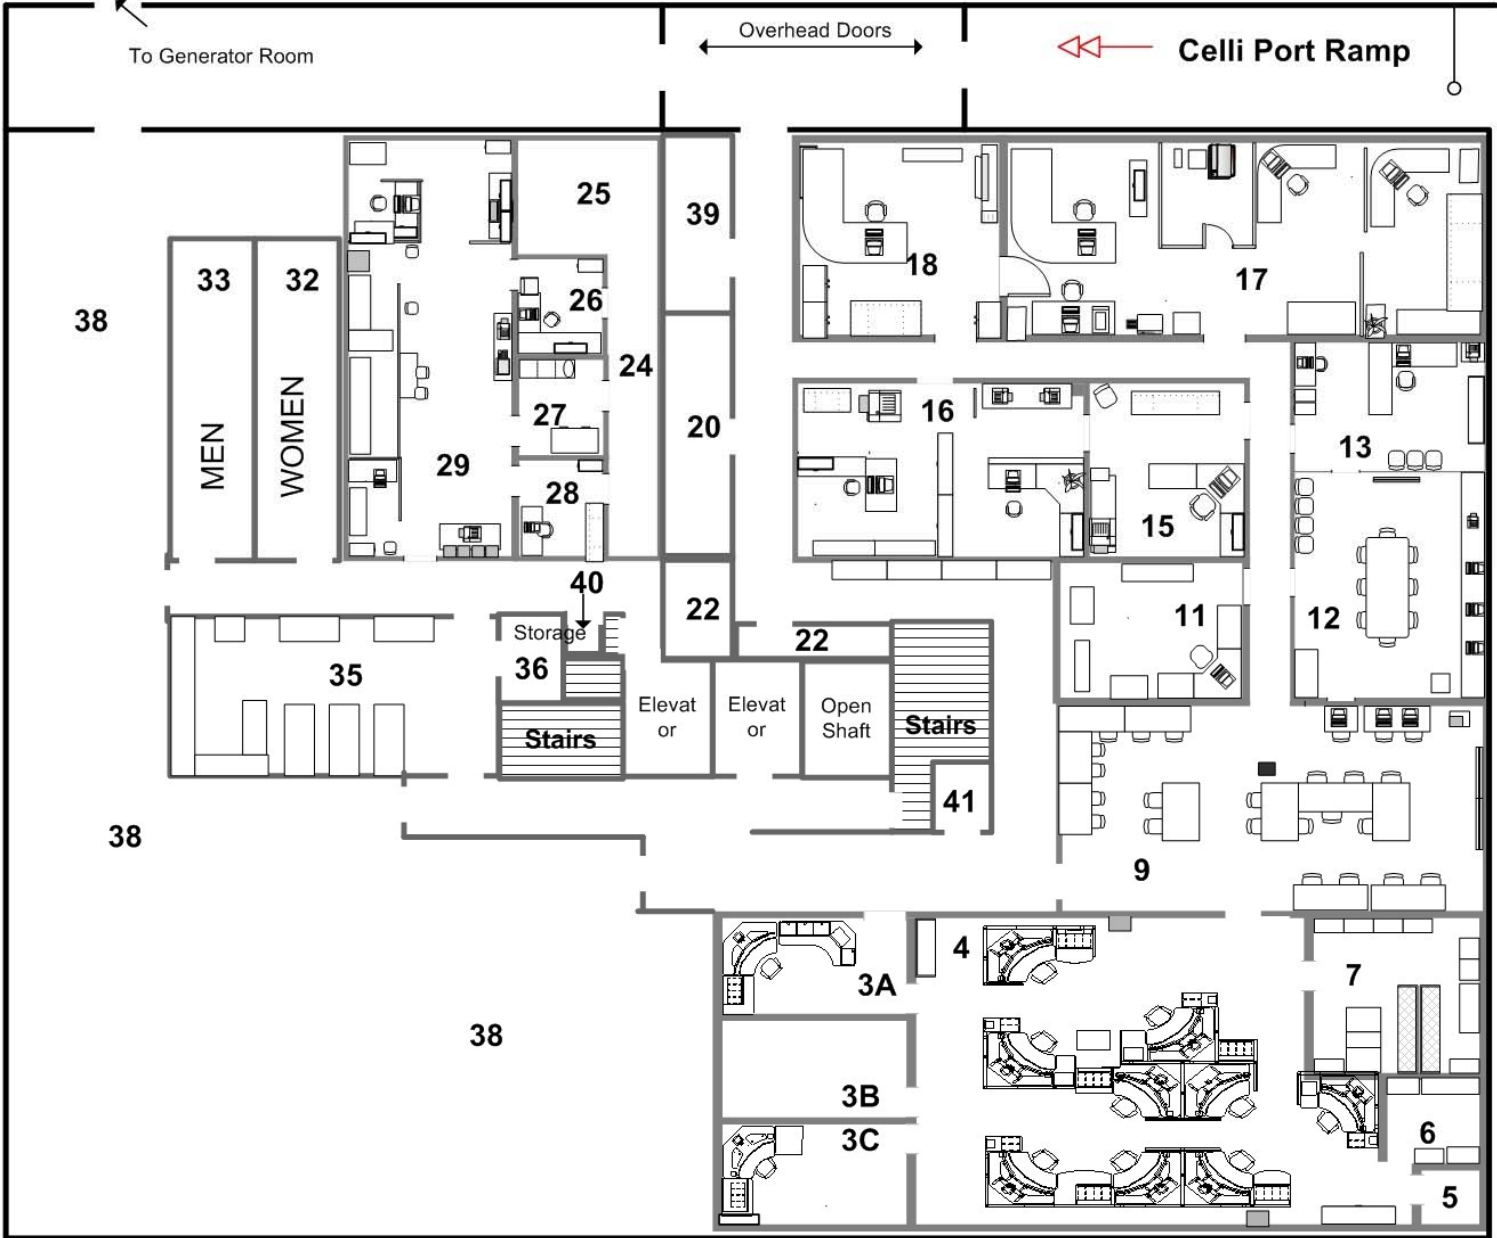 Overhead Doors
Celli Port Ramp
To Generator Room
25
39
18
17
33
32
26
38
24
27
20
16
13
MEN
WOMEN
29
28
15
40
22
11
12
Storage
22
36
35
Elevat
or
Elevat
or
Open
Shaft
Stairs
Stairs
41
38
9
4
7
3A
38
3B
3C
6
5